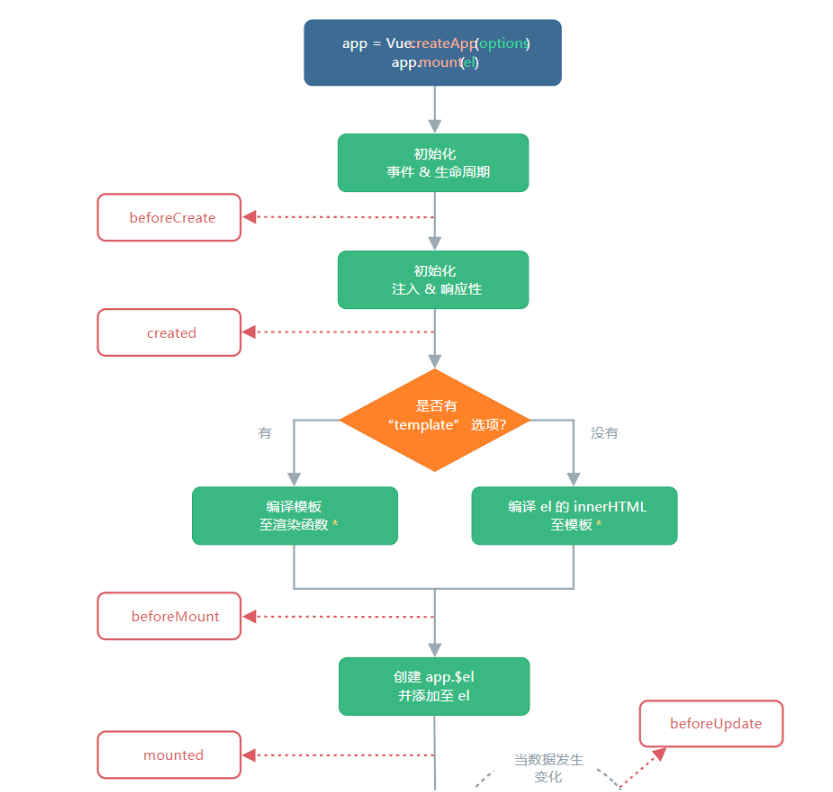 app = Vue.createApp(options)
app.mount(el)
初始化
事件 & 生命周期
beforeCreate
初始化
注入 & 响应性
created
是否有
“template” 选项?
有
没有
编译模板
至渲染函数 *
编译 el 的 innerHTML
至模板 *
beforeMount
创建 app.$el
并添加至 el
beforeUpdate
mounted
当数据发生
变化